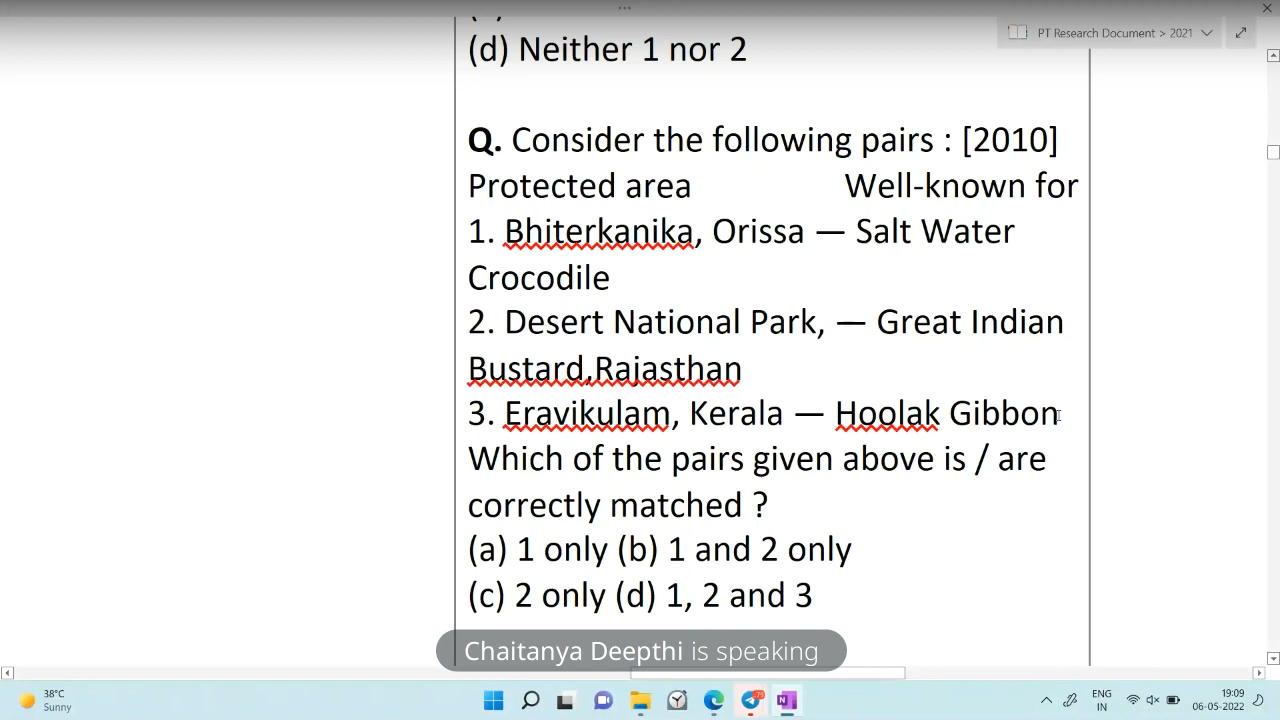 PT Research Document > 2021
(d) Neither 1 nor 2
Q. Consider the following pairs : [2010]
Protected area Well-known for
1. Bhiterkanika, Orissa — Salt Water
Crocodile
2. Desert National Park, — Great Indian
Bustard,Rajasthan
3. Eravikulam, Kerala — Hoolak Gibbon
Which of the pairs given above is / are
correctly matched ?
(a) 1 only (b) 1 and 2 only
(c) 2 only (d) 1, 2 and 3
Chaitanya Deepthi is speaking
38°C
Sunny
ENG
IN
19:09
06-05-2022